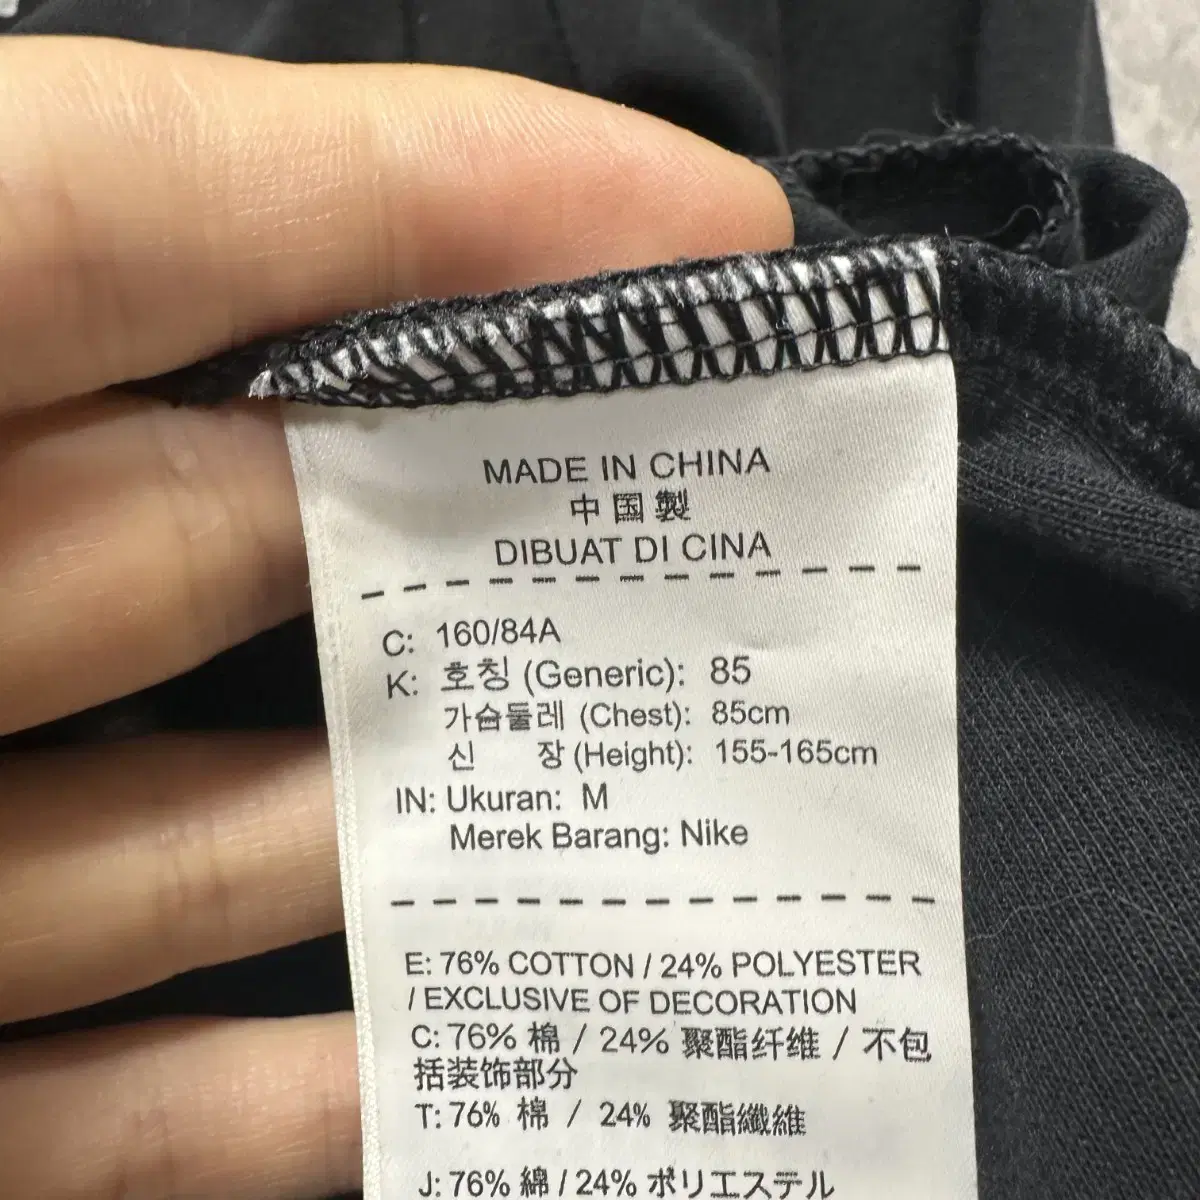 MADE IN CHINA
中国製
DIBUAT DI CINA
C: 160/84A
K: 호칭 (Generic): 85
가슴둘레 (Chest): 85cm
신 장 (Height): 155-165cm
IN: Ukuran: M
Merek Barang: Nike
E: 76% COTTON / 24% POLYESTER
/ EXCLUSIVE OF DECORATION
C: 76% 棉 / 24% 聚酯纤维 / 不包
括装饰部分
T: 76% 棉 / 24% 聚酯纖維
J: 76% 綿 / 24% ポリエステル